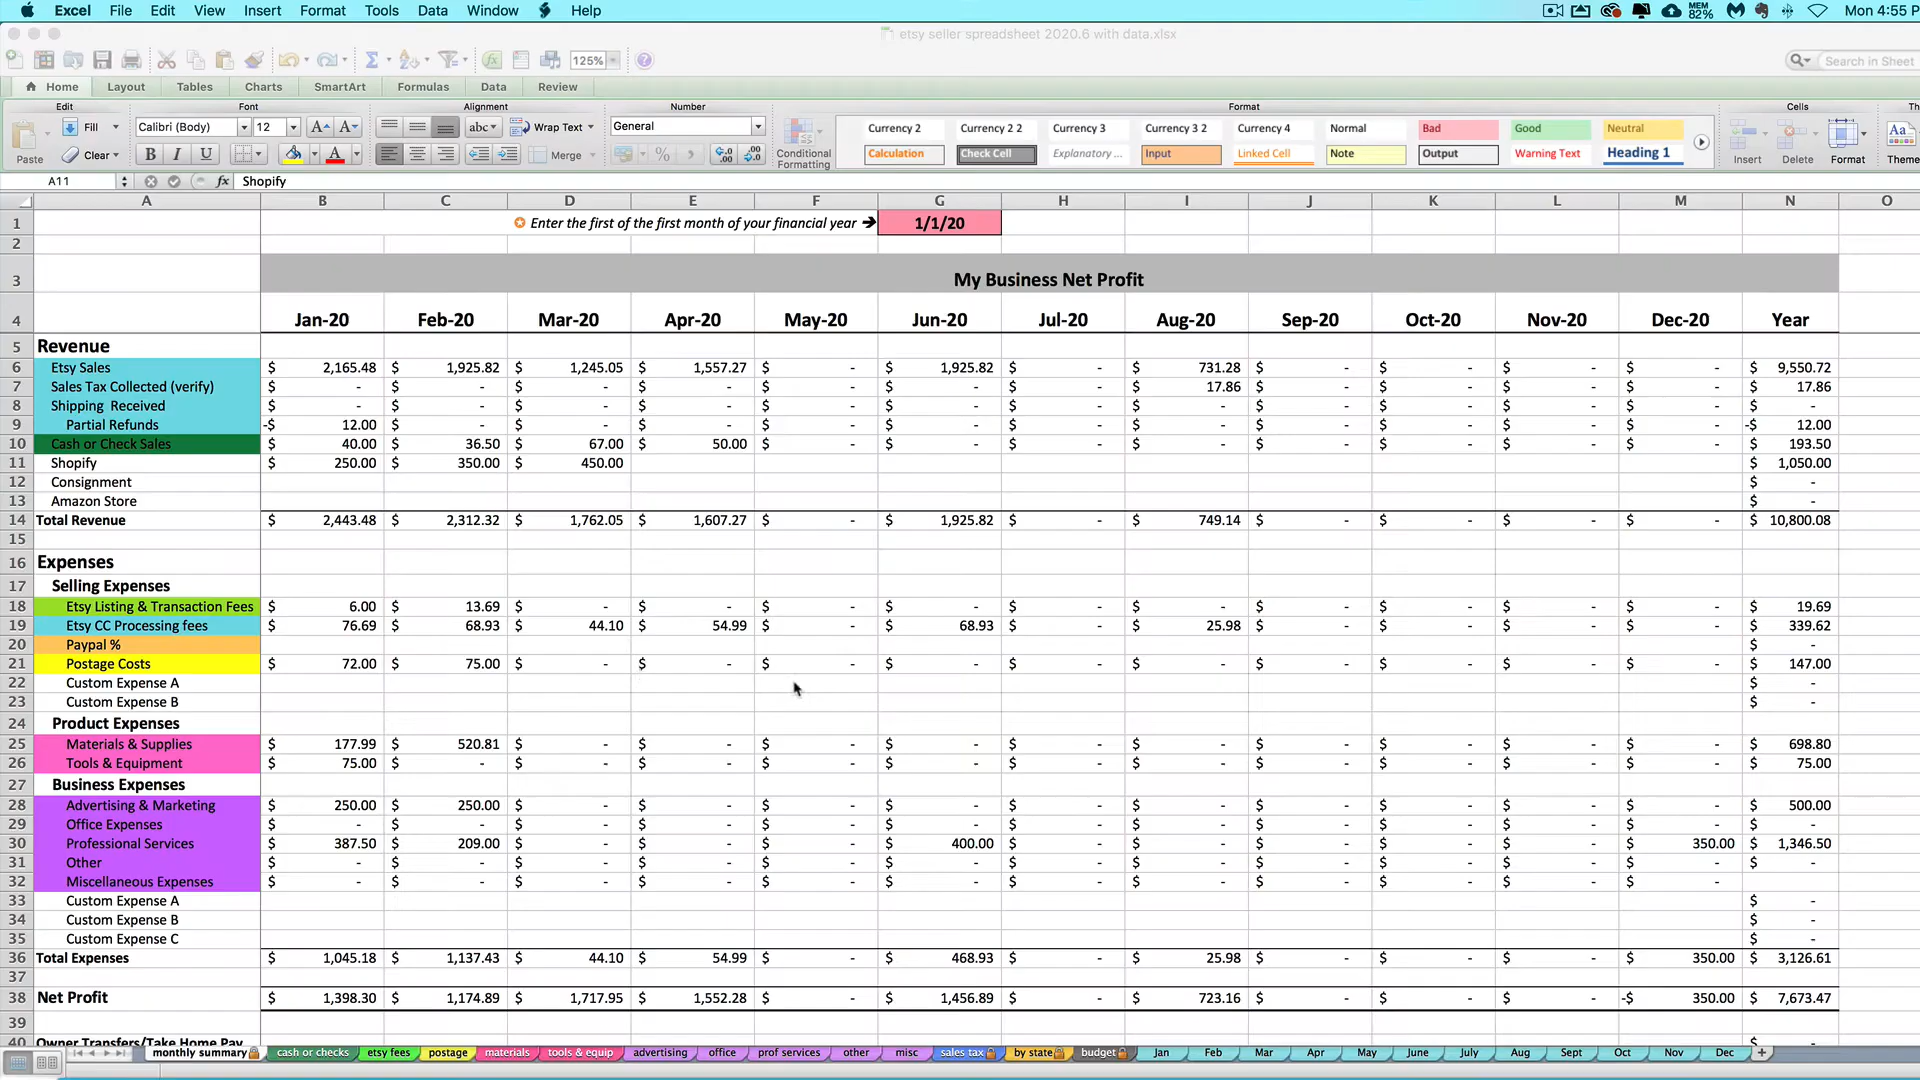 Excel File Edit View Insert Format Tools Data Window Help MEM 82% Mon 4:55 P
etsy seller spreadsheet 2020.6 with data.xlsx
125% Search in Sheet
Home Layout Tables Charts SmartArt Formulas Data Review
Edit Font Alignment Number Format Cells Th
Fill Calibri (Body) 12 abc Wrap Text General Currency 2 Currency 2 2 Currency 3 Currency 3 2 Currency 4 Normal Bad Good Neutral
Paste Clear B I U A Merge % Conditional Formatting Calculation Check Cell Explanatory ... Input Linked Cell Note Output Warning Text Heading 1 Insert Delete Format Aa Theme
A11 fx Shopify
A B C D E F G H I J K L M N O
1 Enter the first of the first month of your financial year ➔ 1/1/20
2
3 My Business Net Profit
4 Jan-20 Feb-20 Mar-20 Apr-20 May-20 Jun-20 Jul-20 Aug-20 Sep-20 Oct-20 Nov-20 Dec-20 Year
5 Revenue
6 Etsy Sales $ 2,165.48 $ 1,925.82 $ 1,245.05 $ 1,557.27 $ - $ 1,925.82 $ - $ 731.28 $ - $ - $ - $ - $ 9,550.72
7 Sales Tax Collected (verify) $ - $ - $ - $ - $ - $ - $ - $ 17.86 $ - $ - $ - $ - $ 17.86
8 Shipping Received $ - $ - $ - $ - $ - $ - $ - $ - $ - $ - $ - $ - $ -
9 Partial Refunds -$ 12.00 $ - $ - $ - $ - $ - $ - $ - $ - $ - $ - $ - -$ 12.00
10 Cash or Check Sales $ 40.00 $ 36.50 $ 67.00 $ 50.00 $ - $ - $ - $ - $ - $ - $ - $ - $ 193.50
11 Shopify $ 250.00 $ 350.00 $ 450.00 $ 1,050.00
12 Consignment $ -
13 Amazon Store $ -
14 Total Revenue $ 2,443.48 $ 2,312.32 $ 1,762.05 $ 1,607.27 $ - $ 1,925.82 $ - $ 749.14 $ - $ - $ - $ - $ 10,800.08
15
16 Expenses
17 Selling Expenses
18 Etsy Listing & Transaction Fees $ 6.00 $ 13.69 $ - $ - $ - $ - $ - $ - $ - $ - $ - $ - $ 19.69
19 Etsy CC Processing fees $ 76.69 $ 68.93 $ 44.10 $ 54.99 $ - $ 68.93 $ - $ 25.98 $ - $ - $ - $ - $ 339.62
20 Paypal % $ -
21 Postage Costs $ 72.00 $ 75.00 $ - $ - $ - $ - $ - $ - $ - $ - $ - $ - $ 147.00
22 Custom Expense A $ -
23 Custom Expense B $ -
24 Product Expenses
25 Materials & Supplies $ 177.99 $ 520.81 $ - $ - $ - $ - $ - $ - $ - $ - $ - $ - $ 698.80
26 Tools & Equipment $ 75.00 $ - $ - $ - $ - $ - $ - $ - $ - $ - $ - $ - $ 75.00
27 Business Expenses
28 Advertising & Marketing $ 250.00 $ 250.00 $ - $ - $ - $ - $ - $ - $ - $ - $ - $ - $ 500.00
29 Office Expenses $ - $ - $ - $ - $ - $ - $ - $ - $ - $ - $ - $ - $ -
30 Professional Services $ 387.50 $ 209.00 $ - $ - $ - $ 400.00 $ - $ - $ - $ - $ - $ 350.00 $ 1,346.50
31 Other $ - $ - $ - $ - $ - $ - $ - $ - $ - $ - $ - $ - $ -
32 Miscellaneous Expenses $ - $ - $ - $ - $ - $ - $ - $ - $ - $ - $ - $ -
33 Custom Expense A $ -
34 Custom Expense B $ -
35 Custom Expense C $ -
36 Total Expenses $ 1,045.18 $ 1,137.43 $ 44.10 $ 54.99 $ - $ 468.93 $ - $ 25.98 $ - $ - $ - $ 350.00 $ 3,126.61
37
38 Net Profit $ 1,398.30 $ 1,174.89 $ 1,717.95 $ 1,552.28 $ - $ 1,456.89 $ - $ 723.16 $ - $ - $ - -$ 350.00 $ 7,673.47
39
40 Owner Transfers/Take Home Pay $ -
monthly summary cash or checks etsy fees postage materials tools & equip advertising office prof services other misc sales tax by state budget Jan Feb Mar Apr May June July Aug Sept Oct Nov Dec +